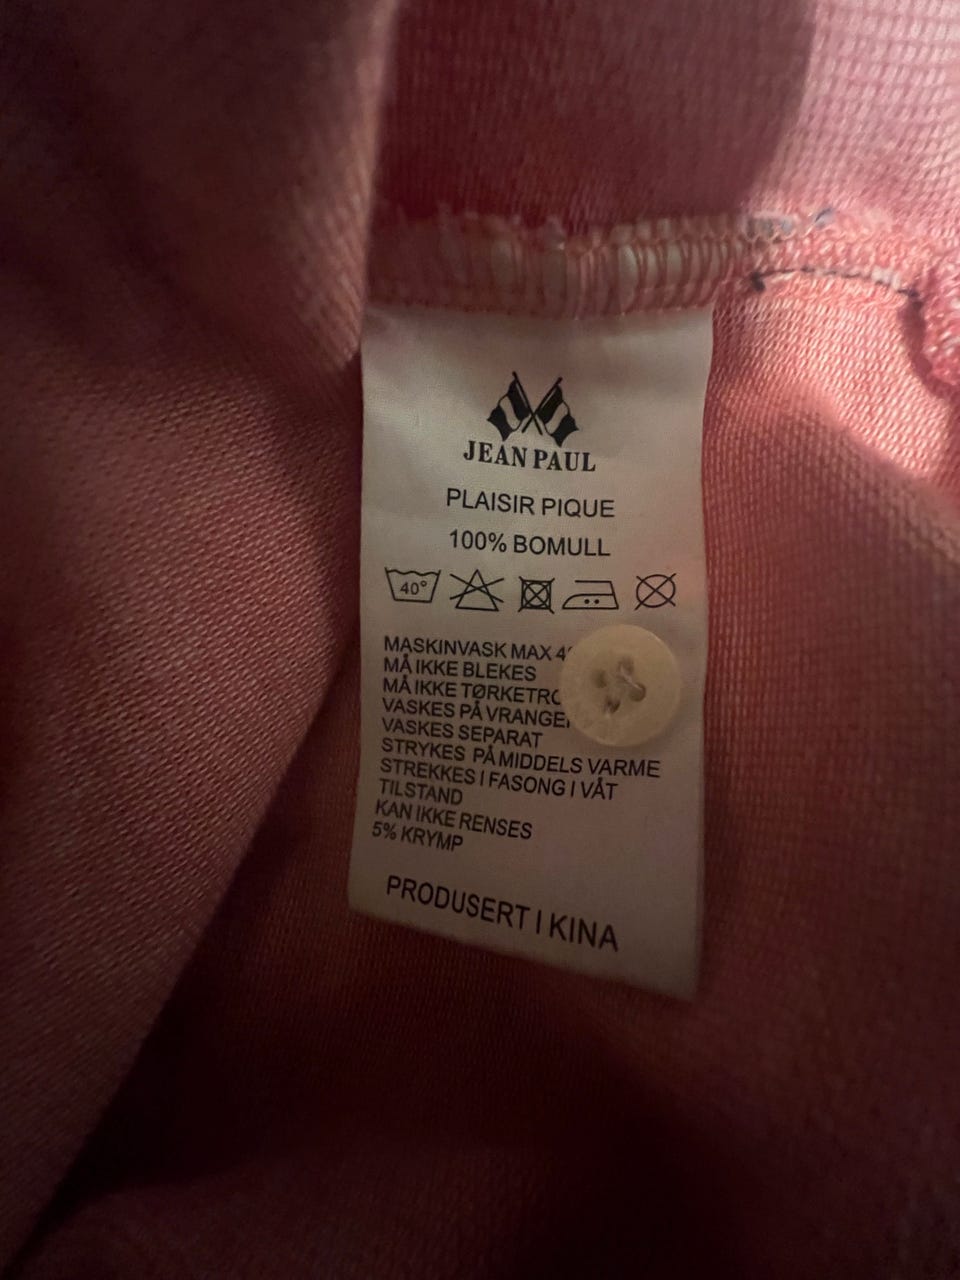 JEAN PAUL
PLAISIR PIQUE
100% BOMULL
40°
MASKINVASK MAX
MÅ IKKE BLEKES
MÅ IKKE
VASKES PÅ
VASKES SEPARAT
STRYKES PÅ MIDDELS VARME
STREKKES I FASONG I VÅT
TILSTAND
KAN IKKE RENSES
5% KRYMP
PRODUSERT I KINA